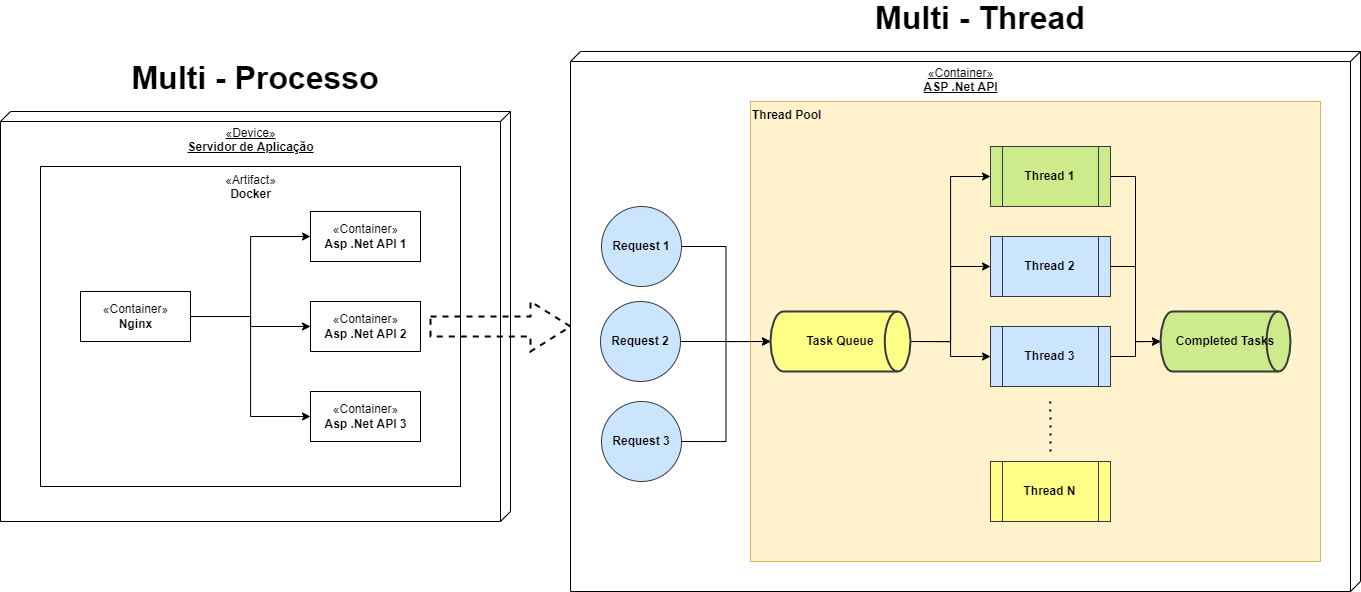 Multi - Processo
«Device»
Servidor de Aplicação
«Artifact»
Docker
«Container»
Nginx
«Container»
Asp .Net API 1
«Container»
Asp .Net API 2
«Container»
Asp .Net API 3
Multi - Thread
«Container»
ASP .Net API
Thread Pool
Request 1
Request 2
Request 3
Task Queue
Thread 1
Thread 2
Thread 3
Thread N
Completed Tasks